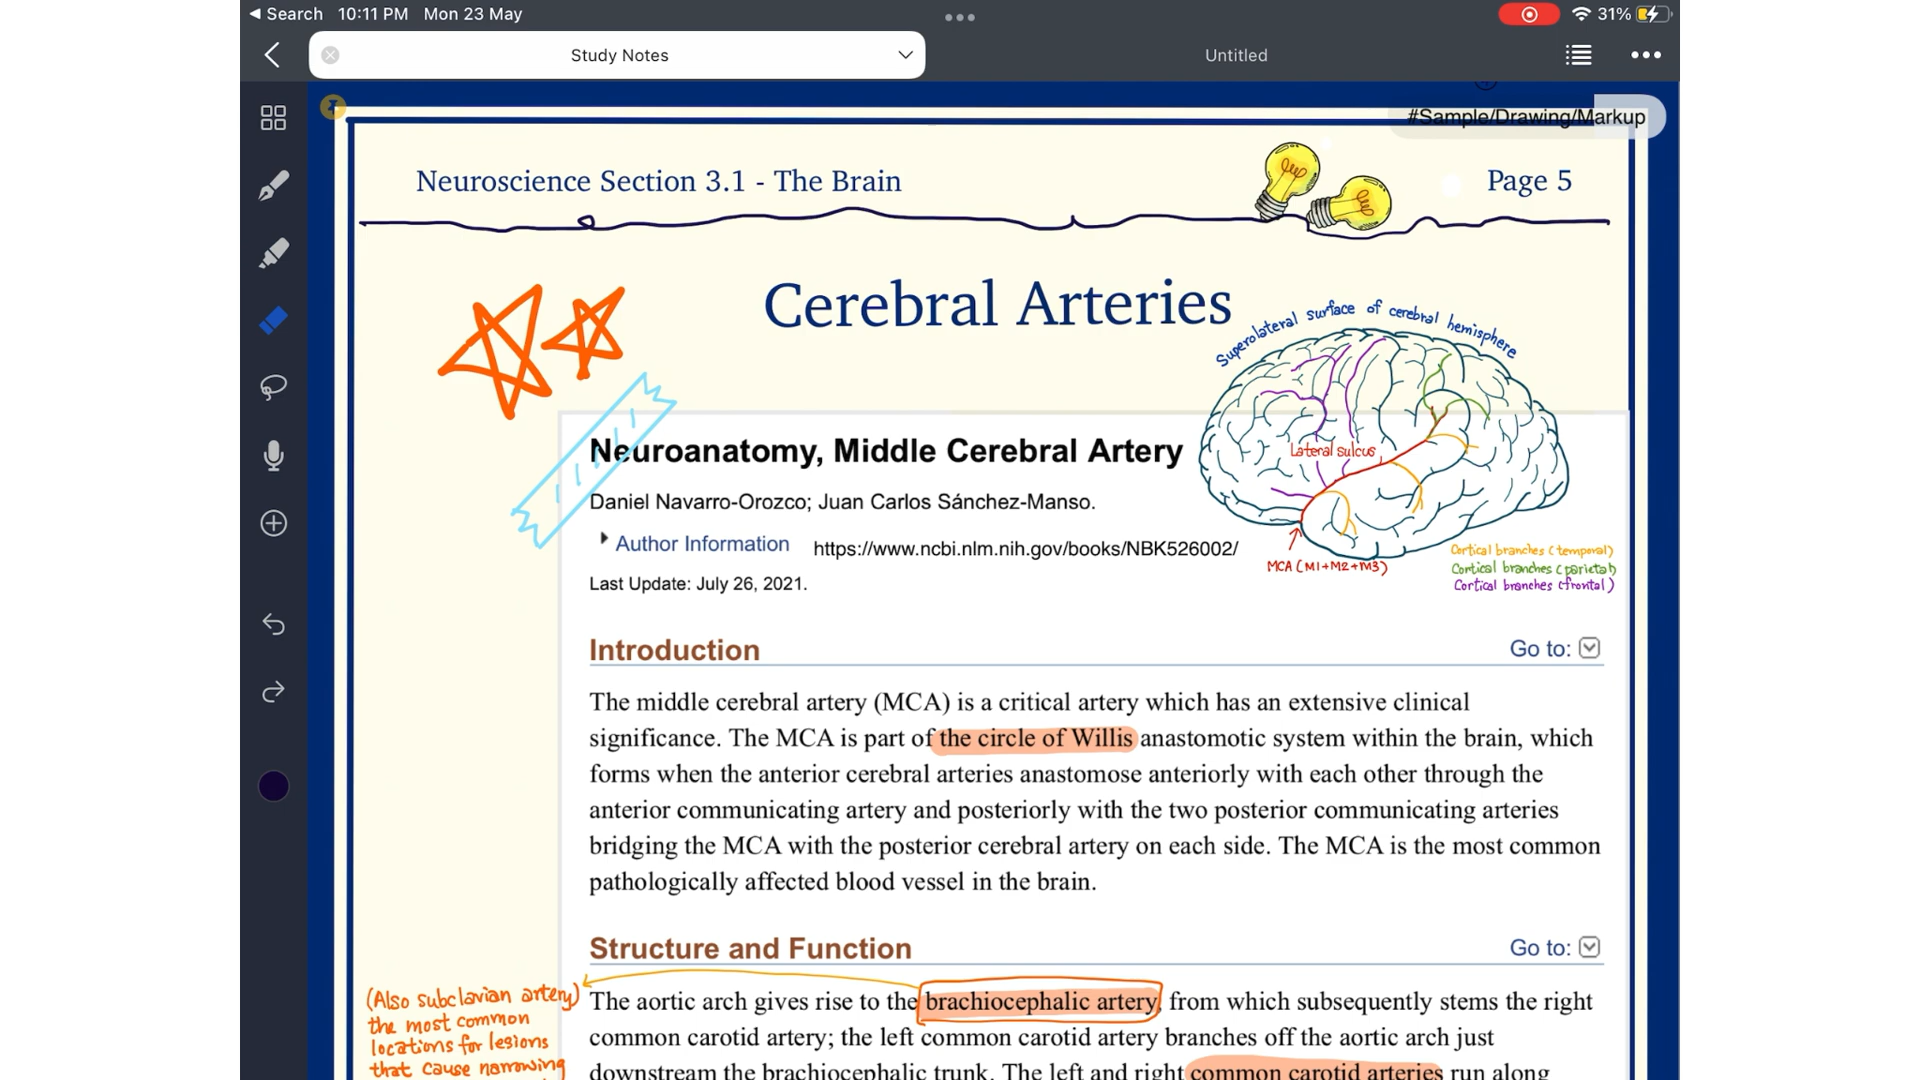 Search 10:11 PM Mon 23 May
31%
Study Notes
Untitled
#Sample/Drawing/Markup
Neuroscience Section 3.1 - The Brain
Page 5
Cerebral Arteries
Superolateral surface of cerebral hemisphere
Lateral sulcus
MCA (M1+M2+M3)
Cortical branches (temporal)
Cortical branches (parietal)
Cortical branches (frontal)
Neuroanatomy, Middle Cerebral Artery
Daniel Navarro-Orozco; Juan Carlos Sánchez-Manso.
Author Information
https://www.ncbi.nlm.nih.gov/books/NBK526002/
Last Update: July 26, 2021.
Introduction
Go to:
The middle cerebral artery (MCA) is a critical artery which has an extensive clinical
significance. The MCA is part of the circle of Willis anastomotic system within the brain, which
forms when the anterior cerebral arteries anastomose anteriorly with each other through the
anterior communicating artery and posteriorly with the two posterior communicating arteries
bridging the MCA with the posterior cerebral artery on each side. The MCA is the most common
pathologically affected blood vessel in the brain.
Structure and Function
Go to:
(Also subclavian artery)
the most common
locations for lesions
that cause narrowing
The aortic arch gives rise to the brachiocephalic artery, from which subsequently stems the right
common carotid artery; the left common carotid artery branches off the aortic arch just
downstream the brachiocephalic trunk. The left and right common carotid arteries run along